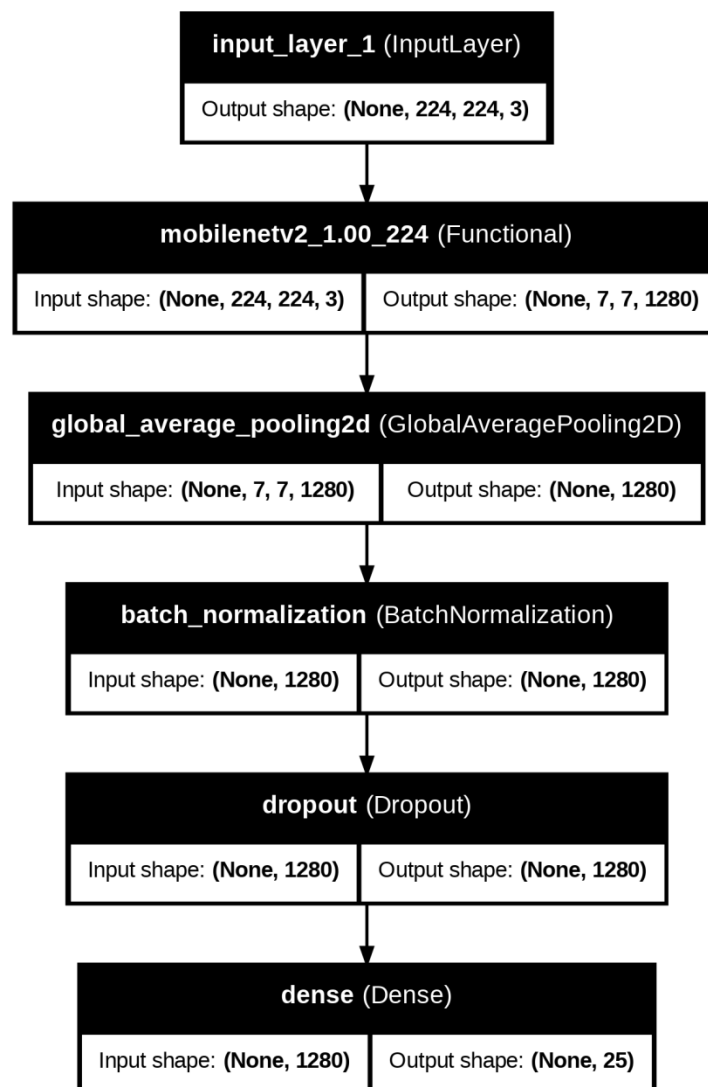 input_layer_1 (InputLayer)
Output shape: (None, 224, 224, 3)
mobilenetv2_1.00_224 (Functional)
Input shape: (None, 224, 224, 3) Output shape: (None, 7, 7, 1280)
global_average_pooling2d (GlobalAveragePooling2D)
Input shape: (None, 7, 7, 1280) Output shape: (None, 1280)
batch_normalization (BatchNormalization)
Input shape: (None, 1280) Output shape: (None, 1280)
dropout (Dropout)
Input shape: (None, 1280) Output shape: (None, 1280)
dense (Dense)
Input shape: (None, 1280) Output shape: (None, 25)